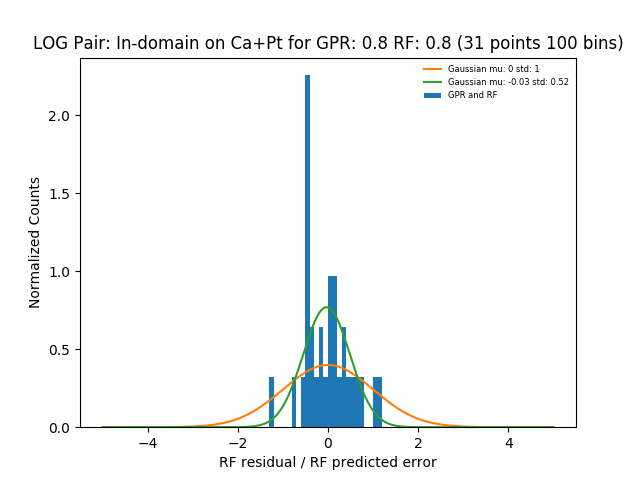 LOG Pair: In-domain on Ca+Pt for GPR: 0.8 RF: 0.8 (31 points 100 bins)
Gaussian mu: 0 std: 1
Gaussian mu: -0.03 std: 0.52
GPR and RF
Normalized Counts
2.0
1.5
1.0
0.5
0.0
−4
−2
0
2
4
RF residual / RF predicted error